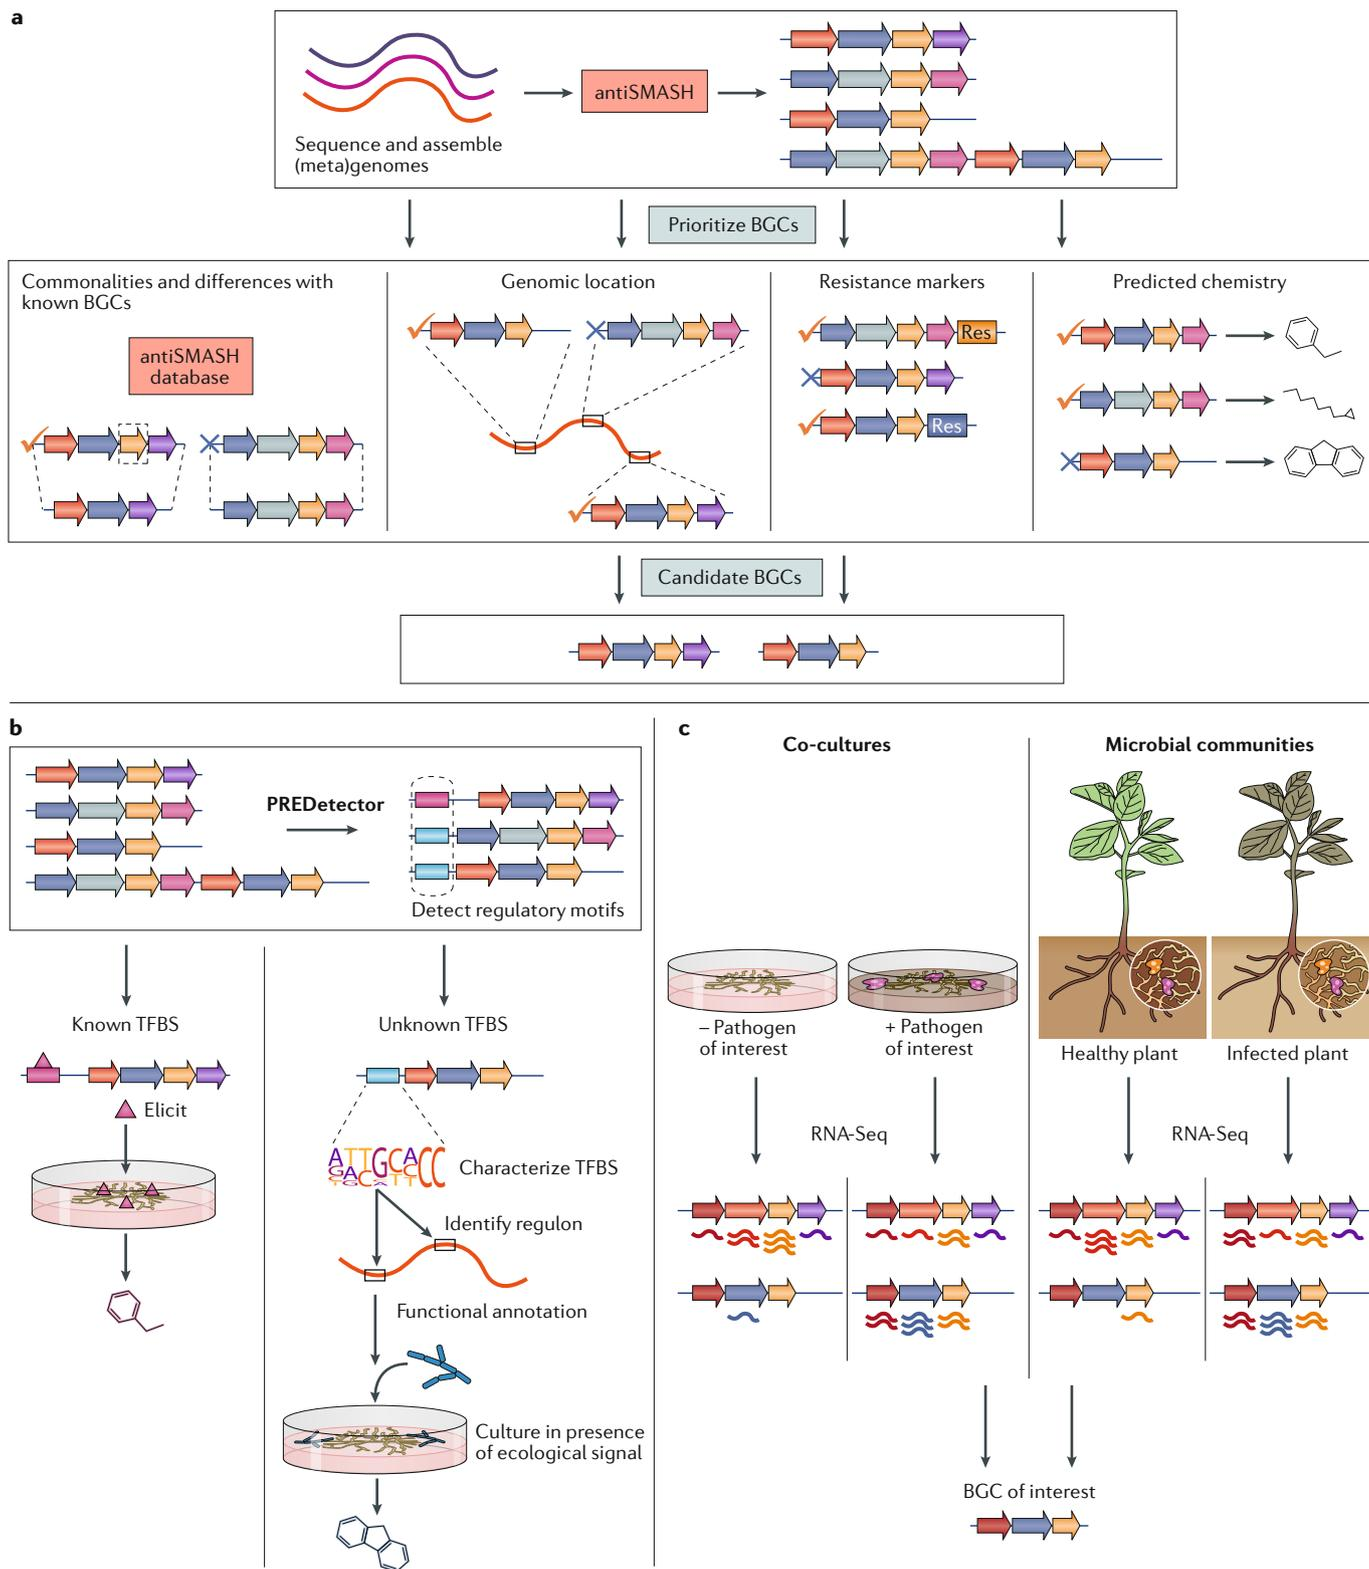 a
Sequence and assemble
(meta)genomes
antiSMASH
Prioritize BGCs
Commonalities and differences with
known BGCs
antiSMASH
database
Genomic location
Resistance markers
Res
Res
Predicted chemistry
Candidate BGCs
b
PREDetector
Detect regulatory motifs
Known TFBS
Elicit
Unknown TFBS
Characterize TFBS
Identify regulon
Functional annotation
Culture in presence
of ecological signal
c
Co-cultures
– Pathogen
of interest
+ Pathogen
of interest
RNA-Seq
Microbial communities
Healthy plant
Infected plant
RNA-Seq
BGC of interest